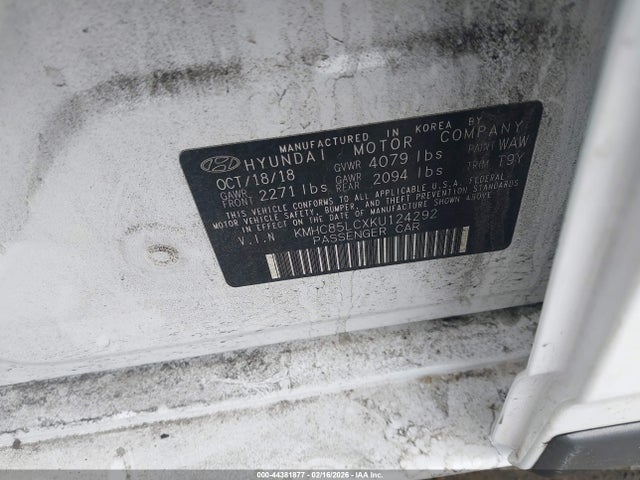 MANUFACTURED IN KOREA BY
HYUNDAI MOTOR COMPANY
OCT/18/18 GVWR 4079 lbs PAINT WAW
GAWR FRONT 2271 lbs GAWR REAR 2094 lbs TRIM T9Y
THIS VEHICLE CONFORMS TO ALL APPLICABLE U.S.A. FEDERAL
MOTOR VEHICLE SAFETY, BUMPER, AND THEFT PREVENTION STANDARDS
IN EFFECT ON THE DATE OF MANUFACTURE SHOWN ABOVE.
V.I.N KMHC85LCXKU124292
PASSENGER CAR
000-44381877 - 02/16/2026 - IAA Inc.